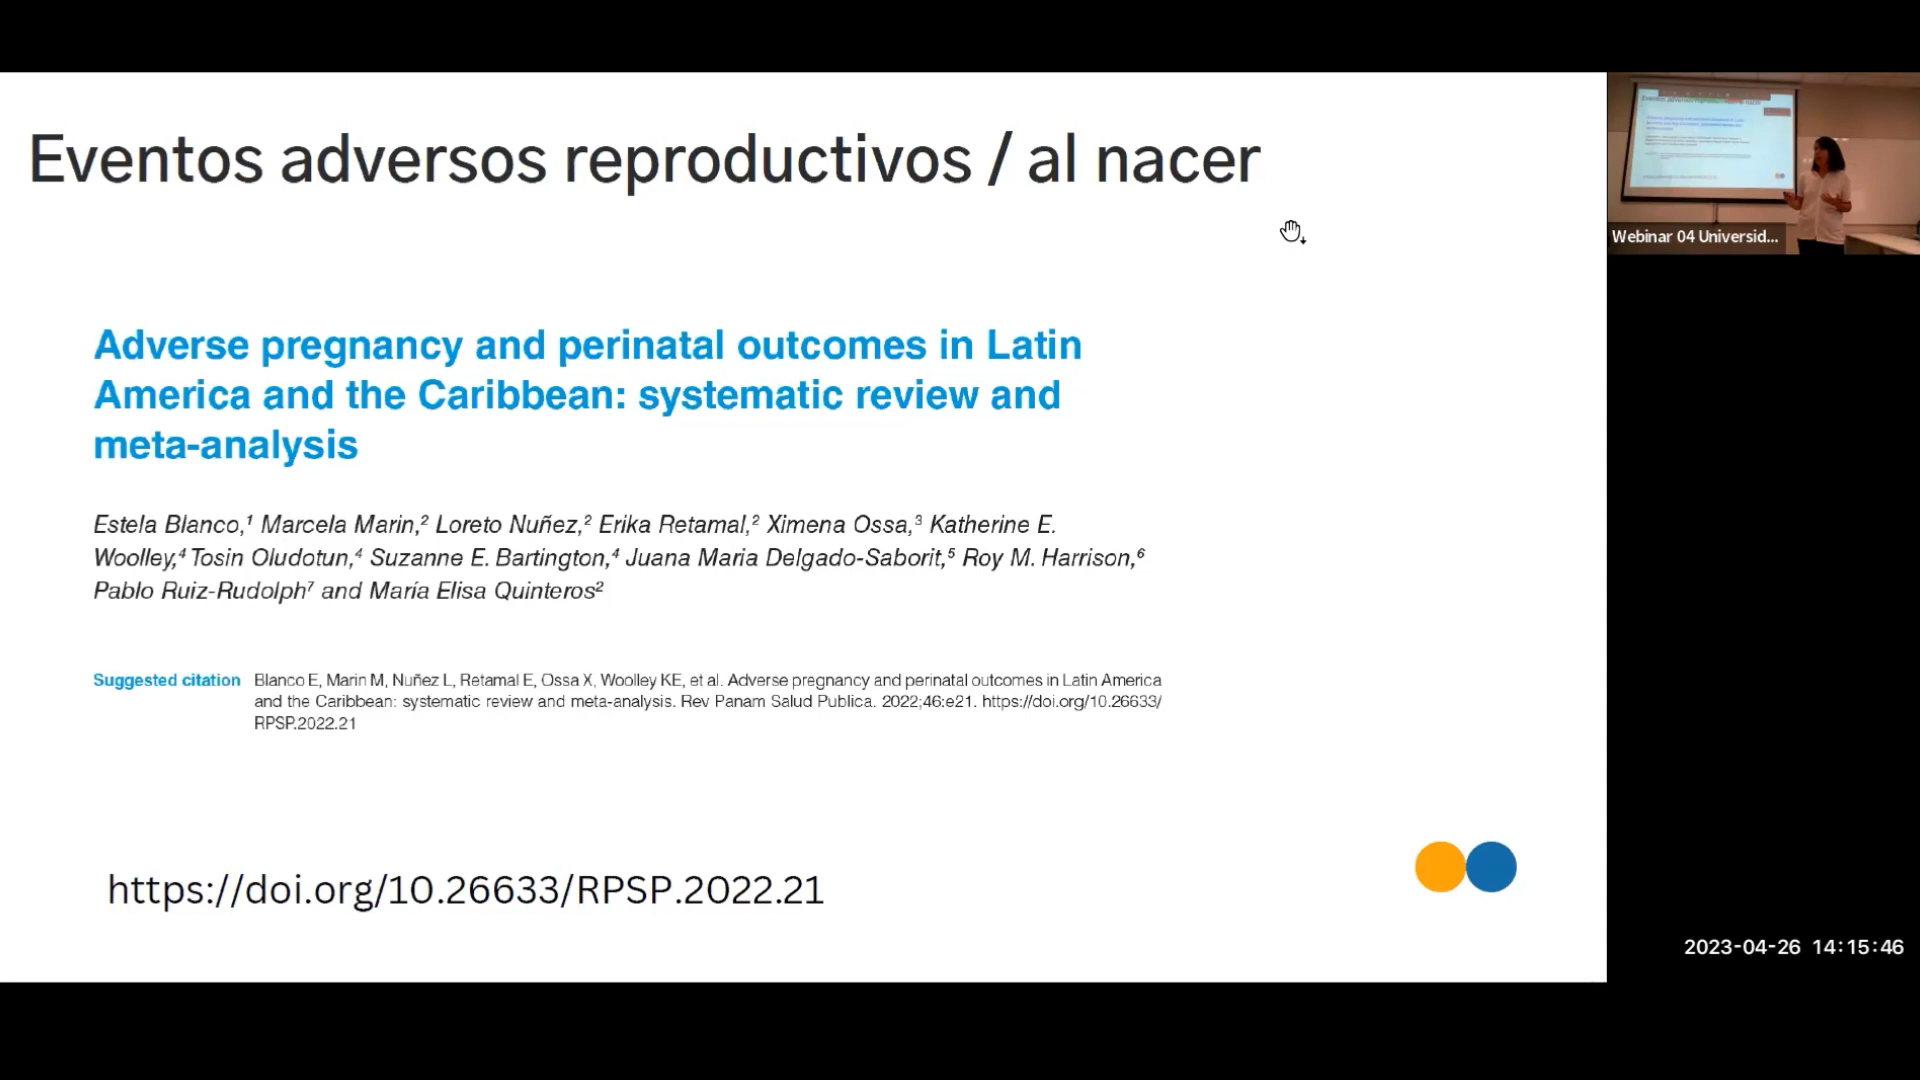 Eventos adversos reproductivos / al nacer
Adverse pregnancy and perinatal outcomes in Latin
America and the Caribbean: systematic review and
meta-analysis
Estela Blanco,¹ Marcela Marin,² Loreto Nuñez,² Erika Retamal,² Ximena Ossa,³ Katherine E.
Woolley,⁴ Tosin Oludotun,⁴ Suzanne E. Bartington,⁴ Juana Maria Delgado-Saborit,⁵ Roy M. Harrison,⁶
Pablo Ruiz-Rudolph⁷ and María Elisa Quinteros²
Suggested citation Blanco E, Marin M, Nuñez L, Retamal E, Ossa X, Woolley KE, et al. Adverse pregnancy and perinatal outcomes in Latin America
and the Caribbean: systematic review and meta-analysis. Rev Panam Salud Publica. 2022;46:e21. https://doi.org/10.26633/
RPSP.2022.21
https://doi.org/10.26633/RPSP.2022.21
Webinar 04 Universid...
2023-04-26 14:15:46